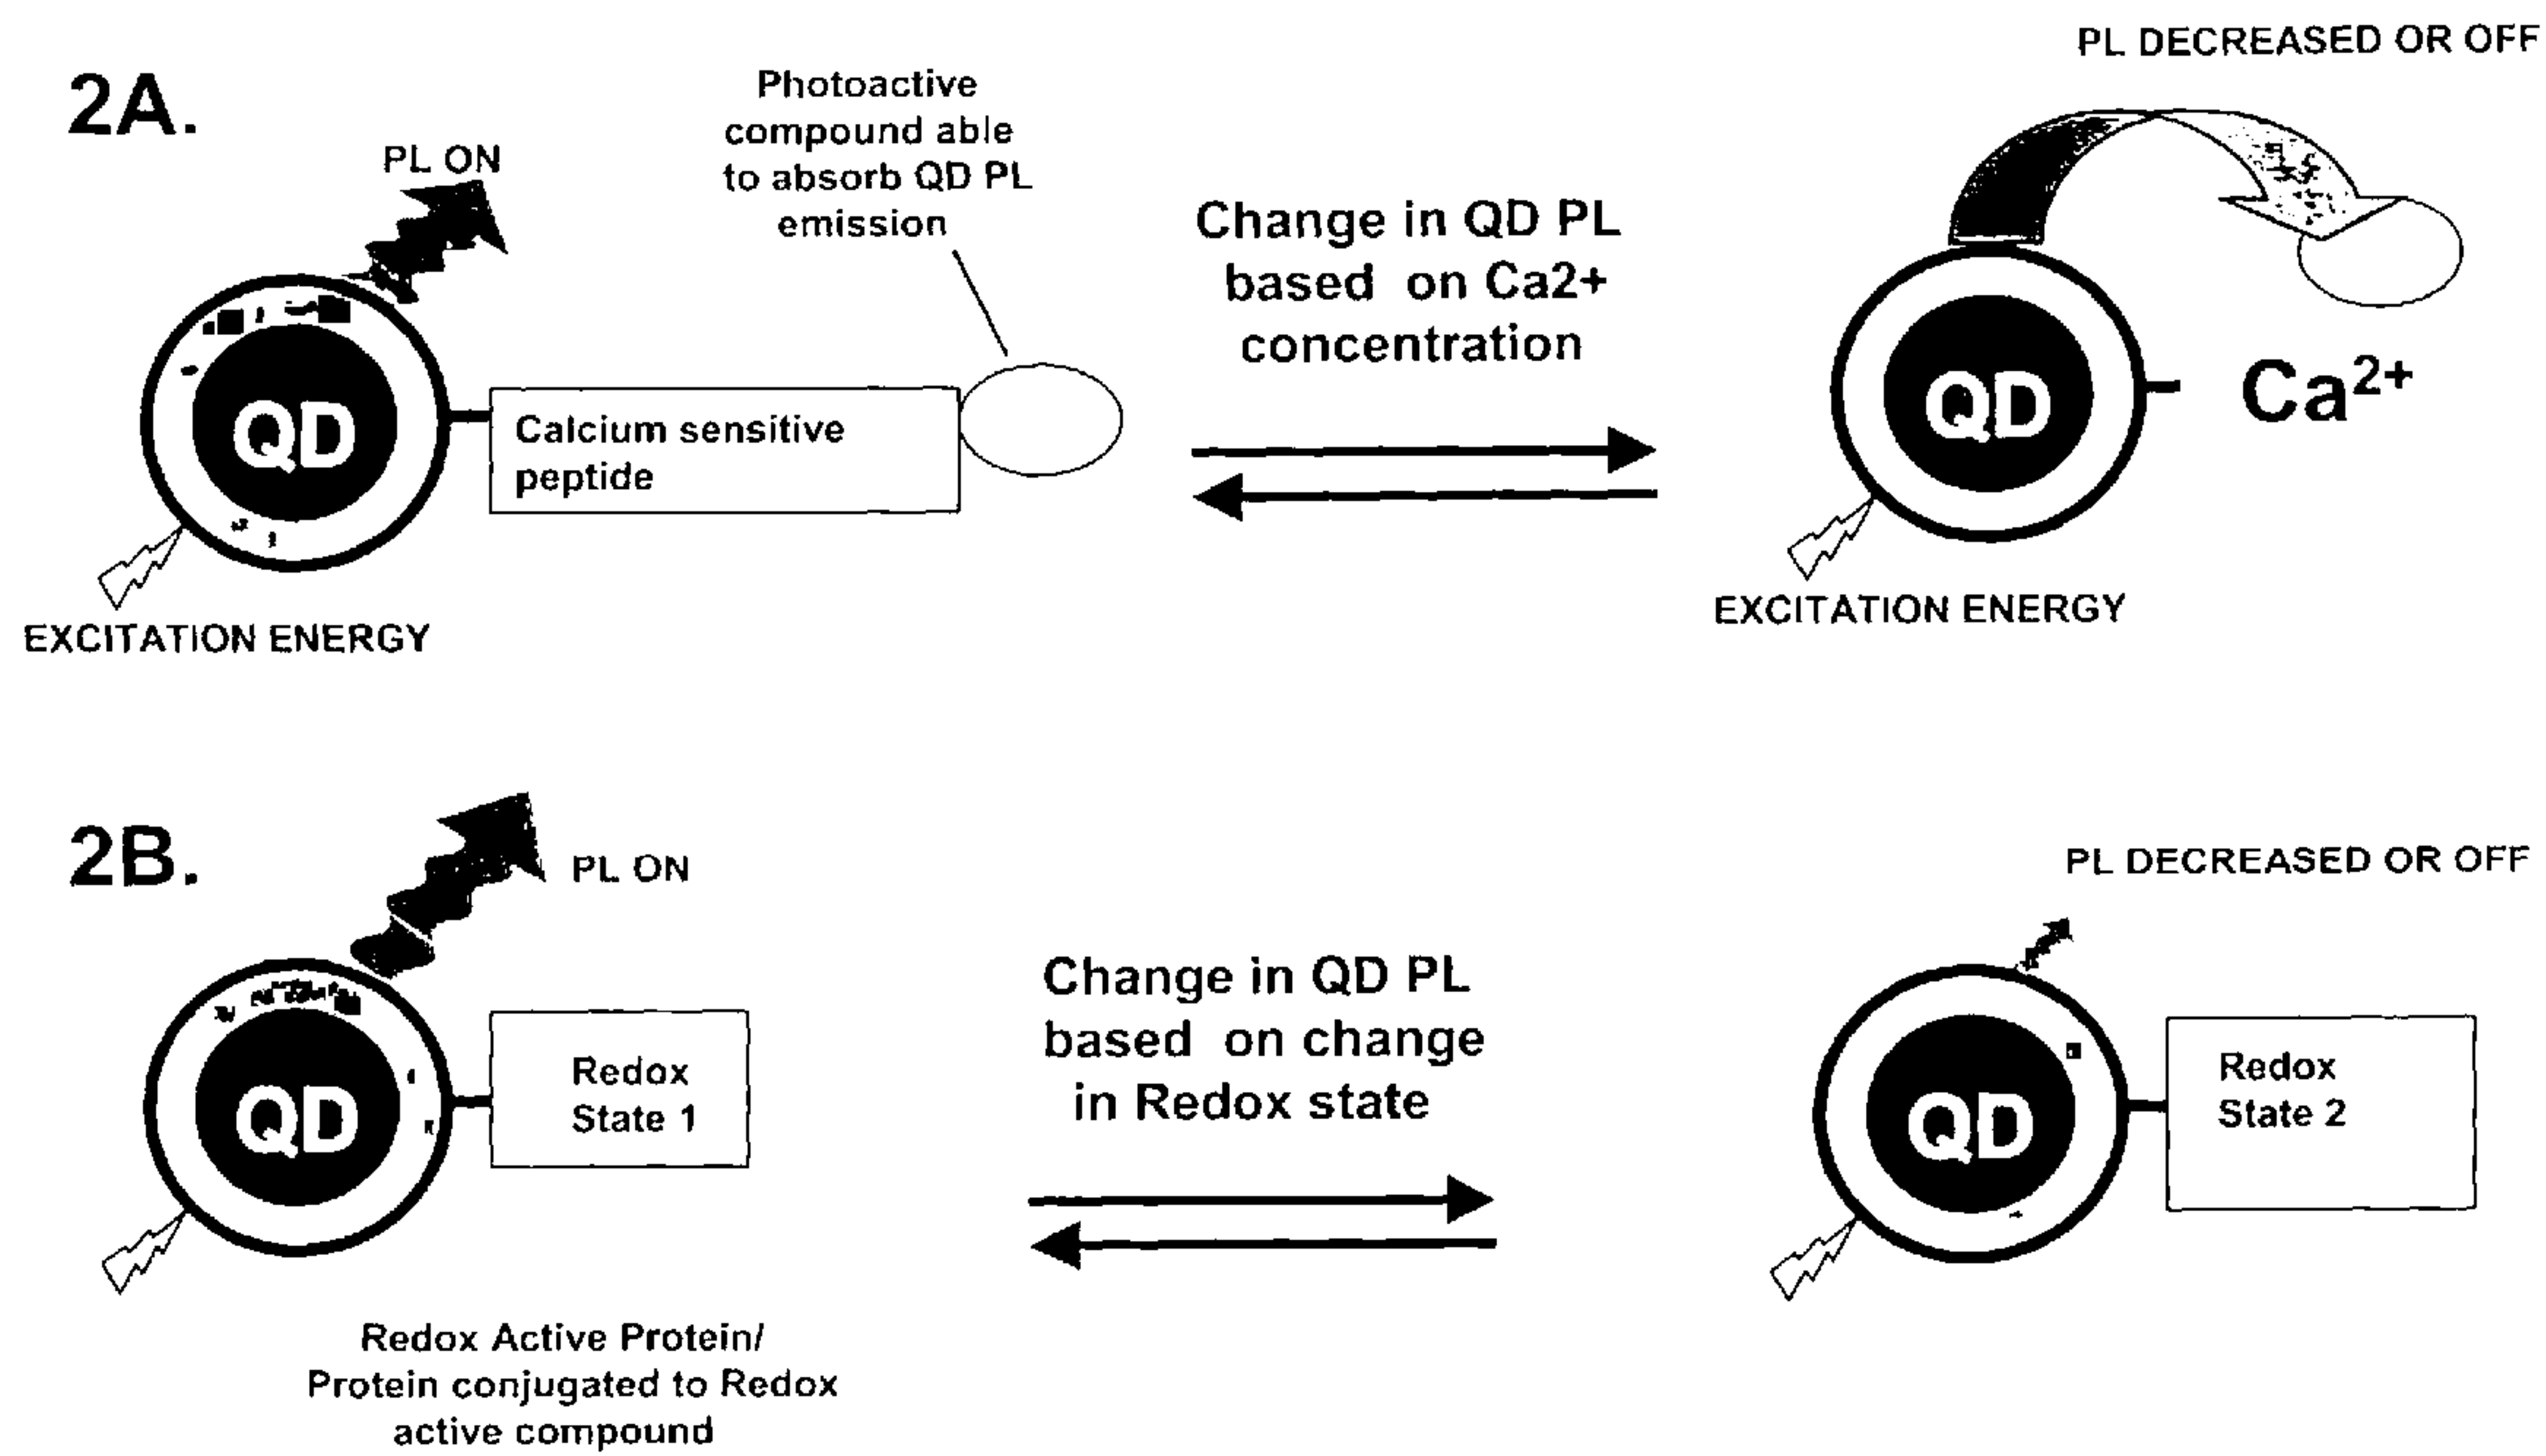 2A.
PL ON
Photoactive
compound able
to absorb QD PL
emission
QD
Calcium sensitive
peptide
EXCITATION ENERGY
Change in QD PL
based on Ca2+
concentration
PL DECREASED OR OFF
QD
Ca2+
EXCITATION ENERGY
2B.
PL ON
QD
Redox
State 1
Redox Active Protein/
Protein conjugated to Redox
active compound
Change in QD PL
based on change
in Redox state
PL DECREASED OR OFF
QD
Redox
State 2